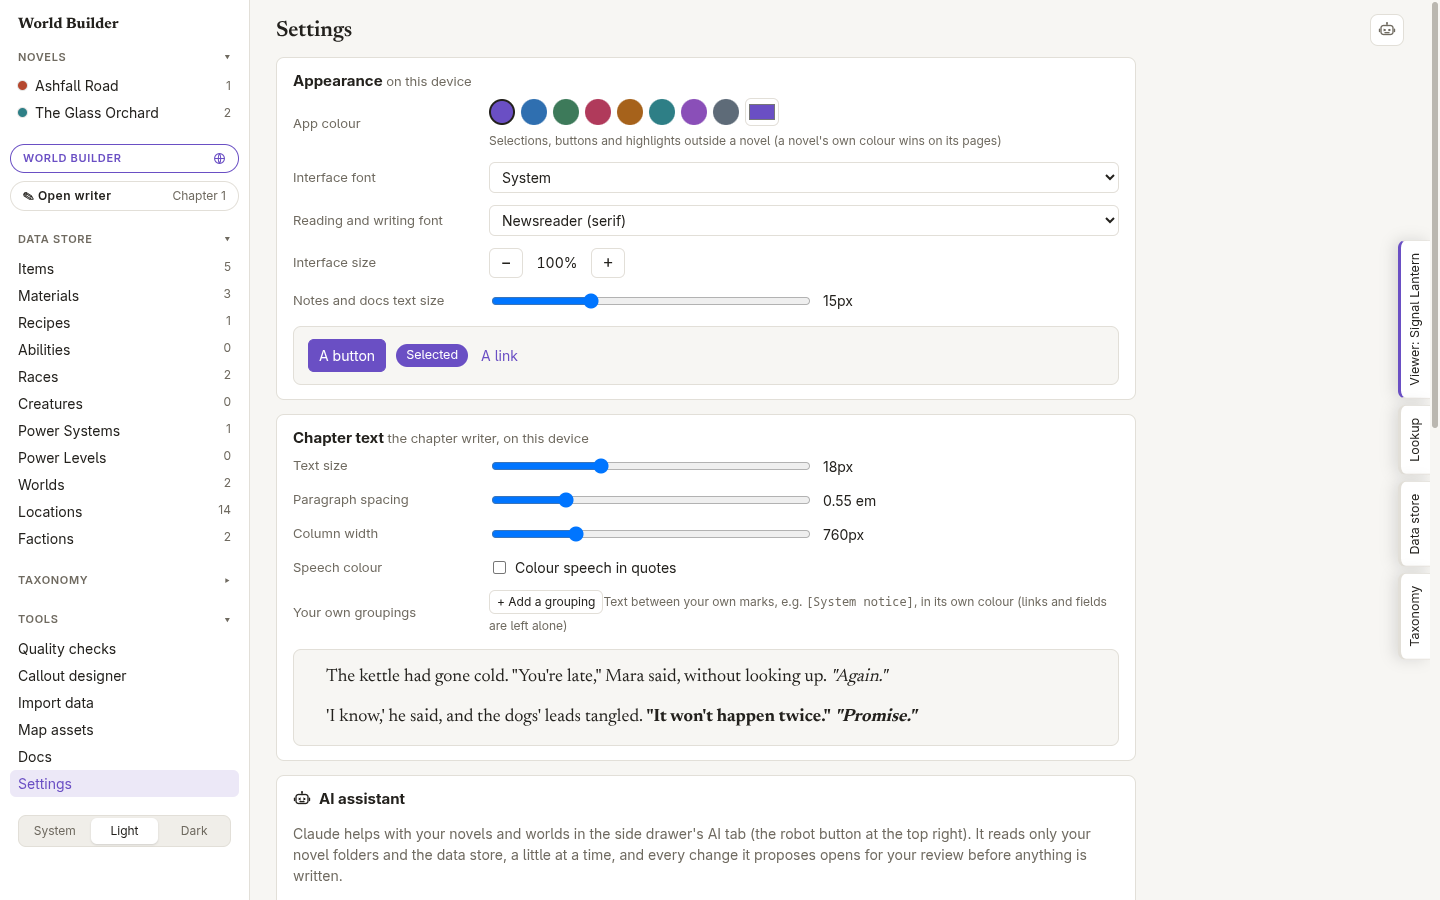 World Builder
NOVELS
Ashfall Road 1
The Glass Orchard 2
WORLD BUILDER
✎ Open writer Chapter 1
DATA STORE
Items 5
Materials 3
Recipes 1
Abilities 0
Races 2
Creatures 0
Power Systems 1
Power Levels 0
Worlds 2
Locations 14
Factions 2
TAXONOMY
TOOLS
Quality checks
Callout designer
Import data
Map assets
Docs
Settings
System Light Dark
Settings
Appearance on this device
App colour
Selections, buttons and highlights outside a novel (a novel's own colour wins on its pages)
Interface font System
Reading and writing font Newsreader (serif)
Interface size − 100% +
Notes and docs text size 15px
A button Selected A link
Chapter text the chapter writer, on this device
Text size 18px
Paragraph spacing 0.55 em
Column width 760px
Speech colour Colour speech in quotes
Your own groupings + Add a grouping Text between your own marks, e.g. [System notice], in its own colour (links and fields
are left alone)
The kettle had gone cold. "You're late," Mara said, without looking up. "Again."
'I know,' he said, and the dogs' leads tangled. "It won't happen twice." "Promise."
AI assistant
Claude helps with your novels and worlds in the side drawer's AI tab (the robot button at the top right). It reads only your
novel folders and the data store, a little at a time, and every change it proposes opens for your review before anything is
written.
Viewer: Signal Lantern
Lookup
Data store
Taxonomy